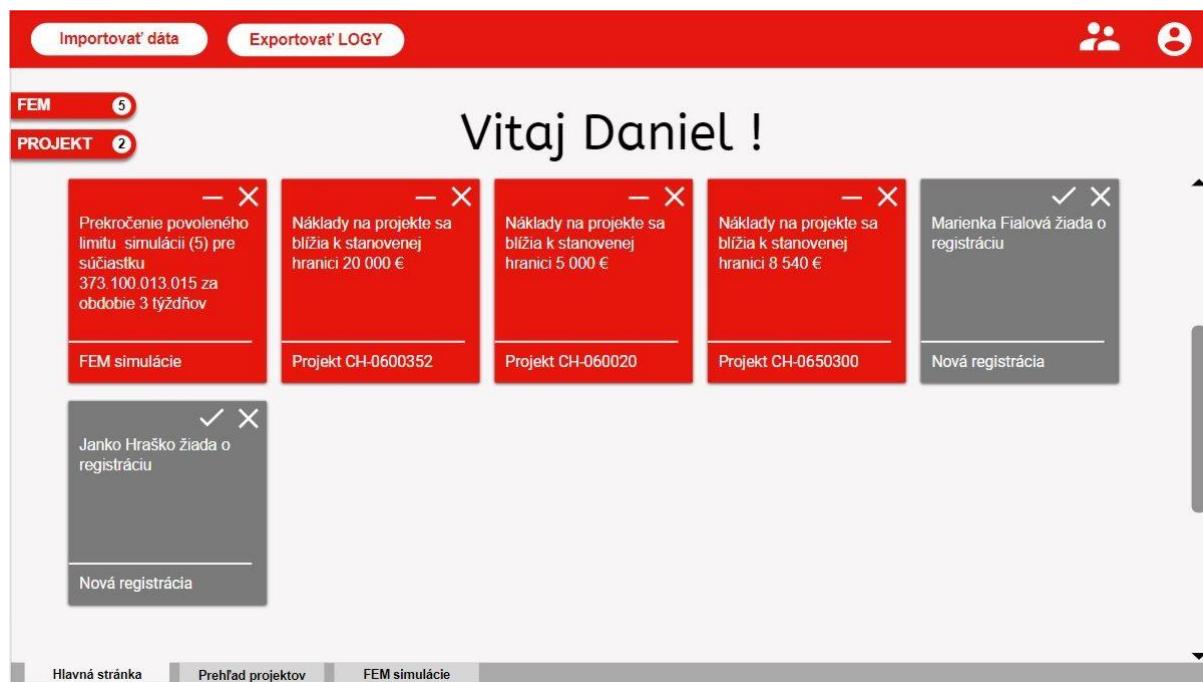 Importovať dáta
Exportovať LOGY
FEM 5
PROJEKT 2
Vitaj Daniel !
Prekročenie povoleného
limitu simulácii (5) pre
súčiastku
373.100.013.015 za
obdobie 3 týždňov
FEM simulácie
Náklady na projekte sa
blížia k stanovenej
hranici 20 000 €
Projekt CH-0600352
Náklady na projekte sa
blížia k stanovenej
hranici 5 000 €
Projekt CH-060020
Náklady na projekte sa
blížia k stanovenej
hranici 8 540 €
Projekt CH-0650300
Marienka Fialová žiada o
registráciu
Nová registrácia
Janko Hraško žiada o
registráciu
Nová registrácia
Hlavná stránka
Prehľad projektov
FEM simulácie